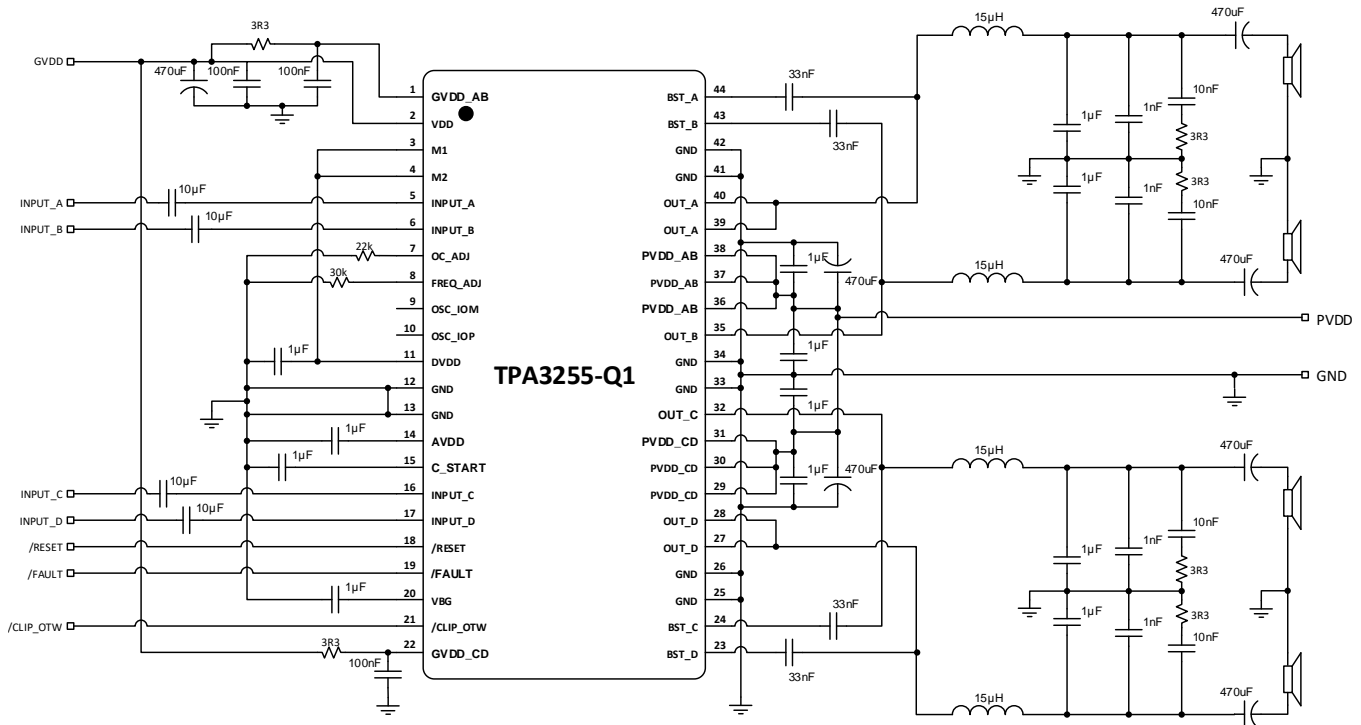 3R3
GVDD
470uF
100nF
100nF
1
GVDD_AB
2
VDD
3
M1
4
M2
10µF
INPUT_A
5
INPUT_A
10µF
INPUT_B
6
INPUT_B
22k
7
OC_ADJ
30k
8
FREQ_ADJ
9
OSC_IOM
10
OSC_IOP
1µF
11
DVDD
12
GND
13
GND
1µF
14
AVDD
1µF
15
C_START
10µF
INPUT_C
16
INPUT_C
10µF
INPUT_D
17
INPUT_D
/RESET
18
/RESET
/FAULT
19
/FAULT
1µF
20
VBG
/CLIP_OTW
21
/CLIP_OTW
3R3
100nF
22
GVDD_CD
TPA3255-Q1
BST_A
44
33nF
BST_B
43
33nF
GND
42
GND
41
OUT_A
40
OUT_A
39
PVDD_AB
38
PVDD_AB
37
PVDD_AB
36
OUT_B
35
GND
34
GND
33
OUT_C
32
PVDD_CD
31
PVDD_CD
30
PVDD_CD
29
OUT_D
28
OUT_D
27
GND
26
GND
25
BST_C
24
33nF
BST_D
23
33nF
1µF
470uF
1µF
1µF
1µF
470uF
15µH
470uF
10nF
1µF
1nF
3R3
1µF
1nF
3R3
10nF
15µH
470uF
PVDD
GND
15µH
470uF
10nF
1µF
1nF
3R3
1µF
1nF
3R3
10nF
15µH
470uF